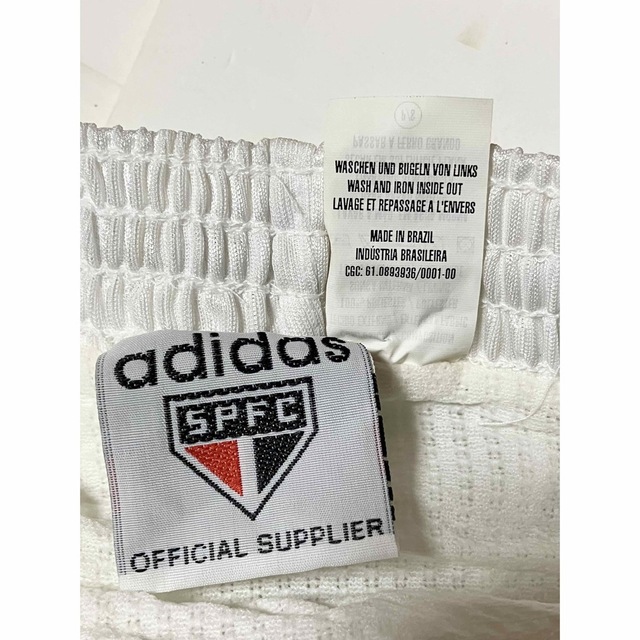 P/S
WASCHEN UND BUGELN VON LINKS
WASH AND IRON INSIDE OUT
LAVAGE ET REPASSAGE A L'ENVERS
MADE IN BRAZIL
INDÚSTRIA BRASILEIRA
CGC: 61.0893936/0001-00
adidas
SPFC
OFFICIAL SUPPLIER